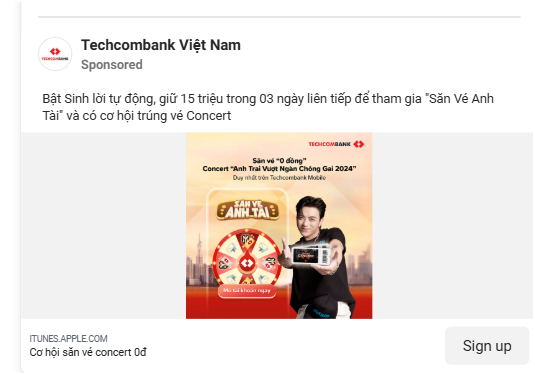 Techcombank Việt Nam
Sponsored
Bật Sinh lời tự động, giữ 15 triệu trong 03 ngày liên tiếp để tham gia "Săn Vé Anh
Tài" và có cơ hội trúng vé Concert
TECHCOMBANK
TECHCOMBANK
Săn vé "0 đồng"
Concert "Anh Trai Vượt Ngàn Chông Gai 2024"
Duy nhất trên Techcombank Mobile
SĂN VÉ
ANH TÀI
Mở tài khoản ngay
ITUNES.APPLE.COM
Cơ hội săn vé concert 0đ
Sign up